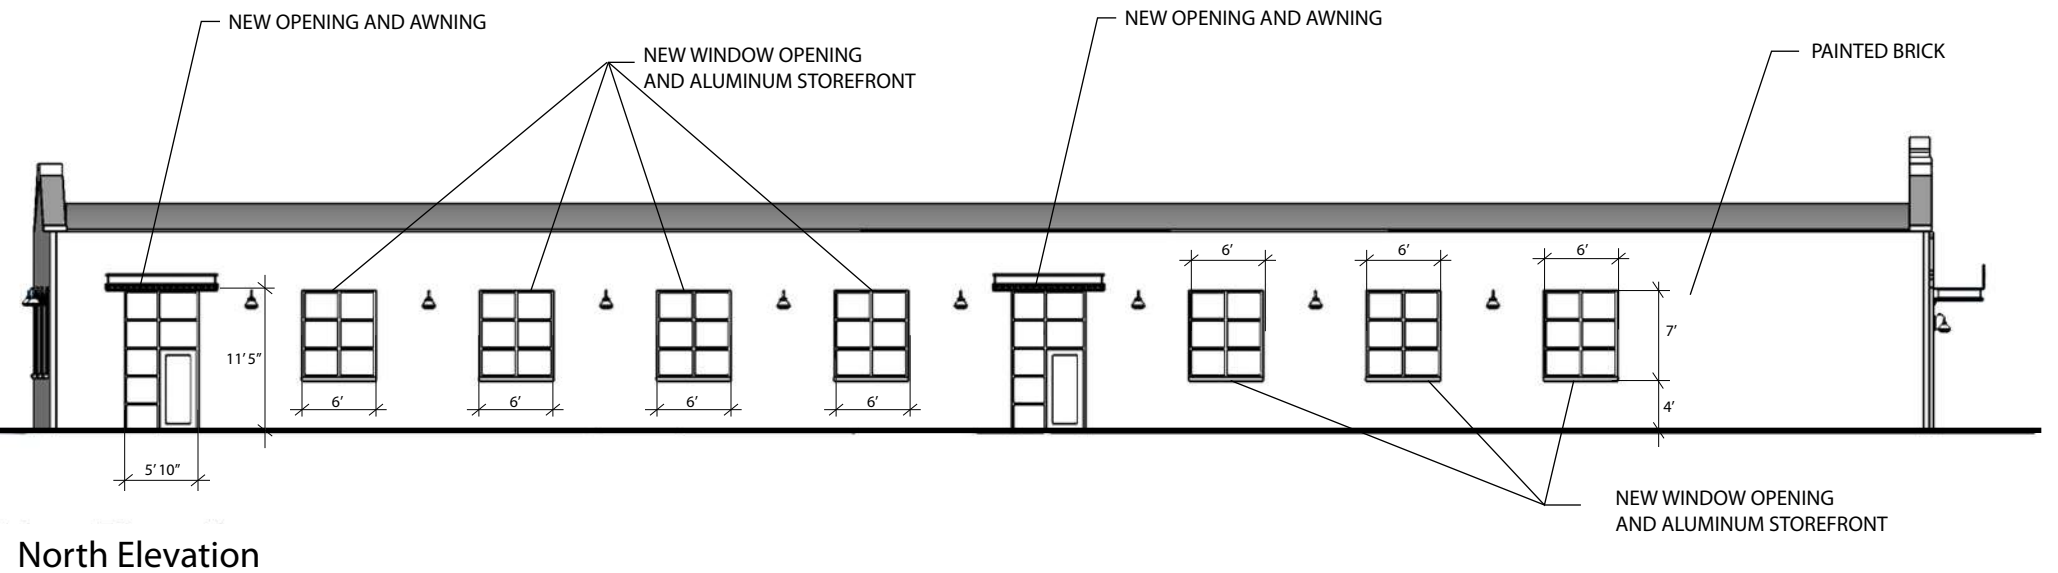 NEW OPENING AND AWNING
NEW OPENING AND AWNING
NEW WINDOW OPENING
AND ALUMINUM STOREFRONT
PAINTED BRICK
6’
6’
6’
7’
11’ 5”
6’
6’
6’
6’
4’
5’ 10”
NEW WINDOW OPENING
AND ALUMINUM STOREFRONT
North Elevation